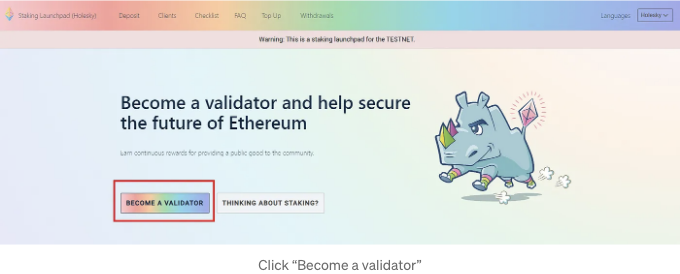 Staking Launchpad (Holesky) Deposit Clients Checklist FAQ Top Up Withdrawals Languages Holesky
Warning: This is a staking launchpad for the TESTNET.
Become a validator and help secure
the future of Ethereum
Earn continuous rewards for providing a public good to the community.
BECOME A VALIDATOR THINKING ABOUT STAKING?
Click “Become a validator”